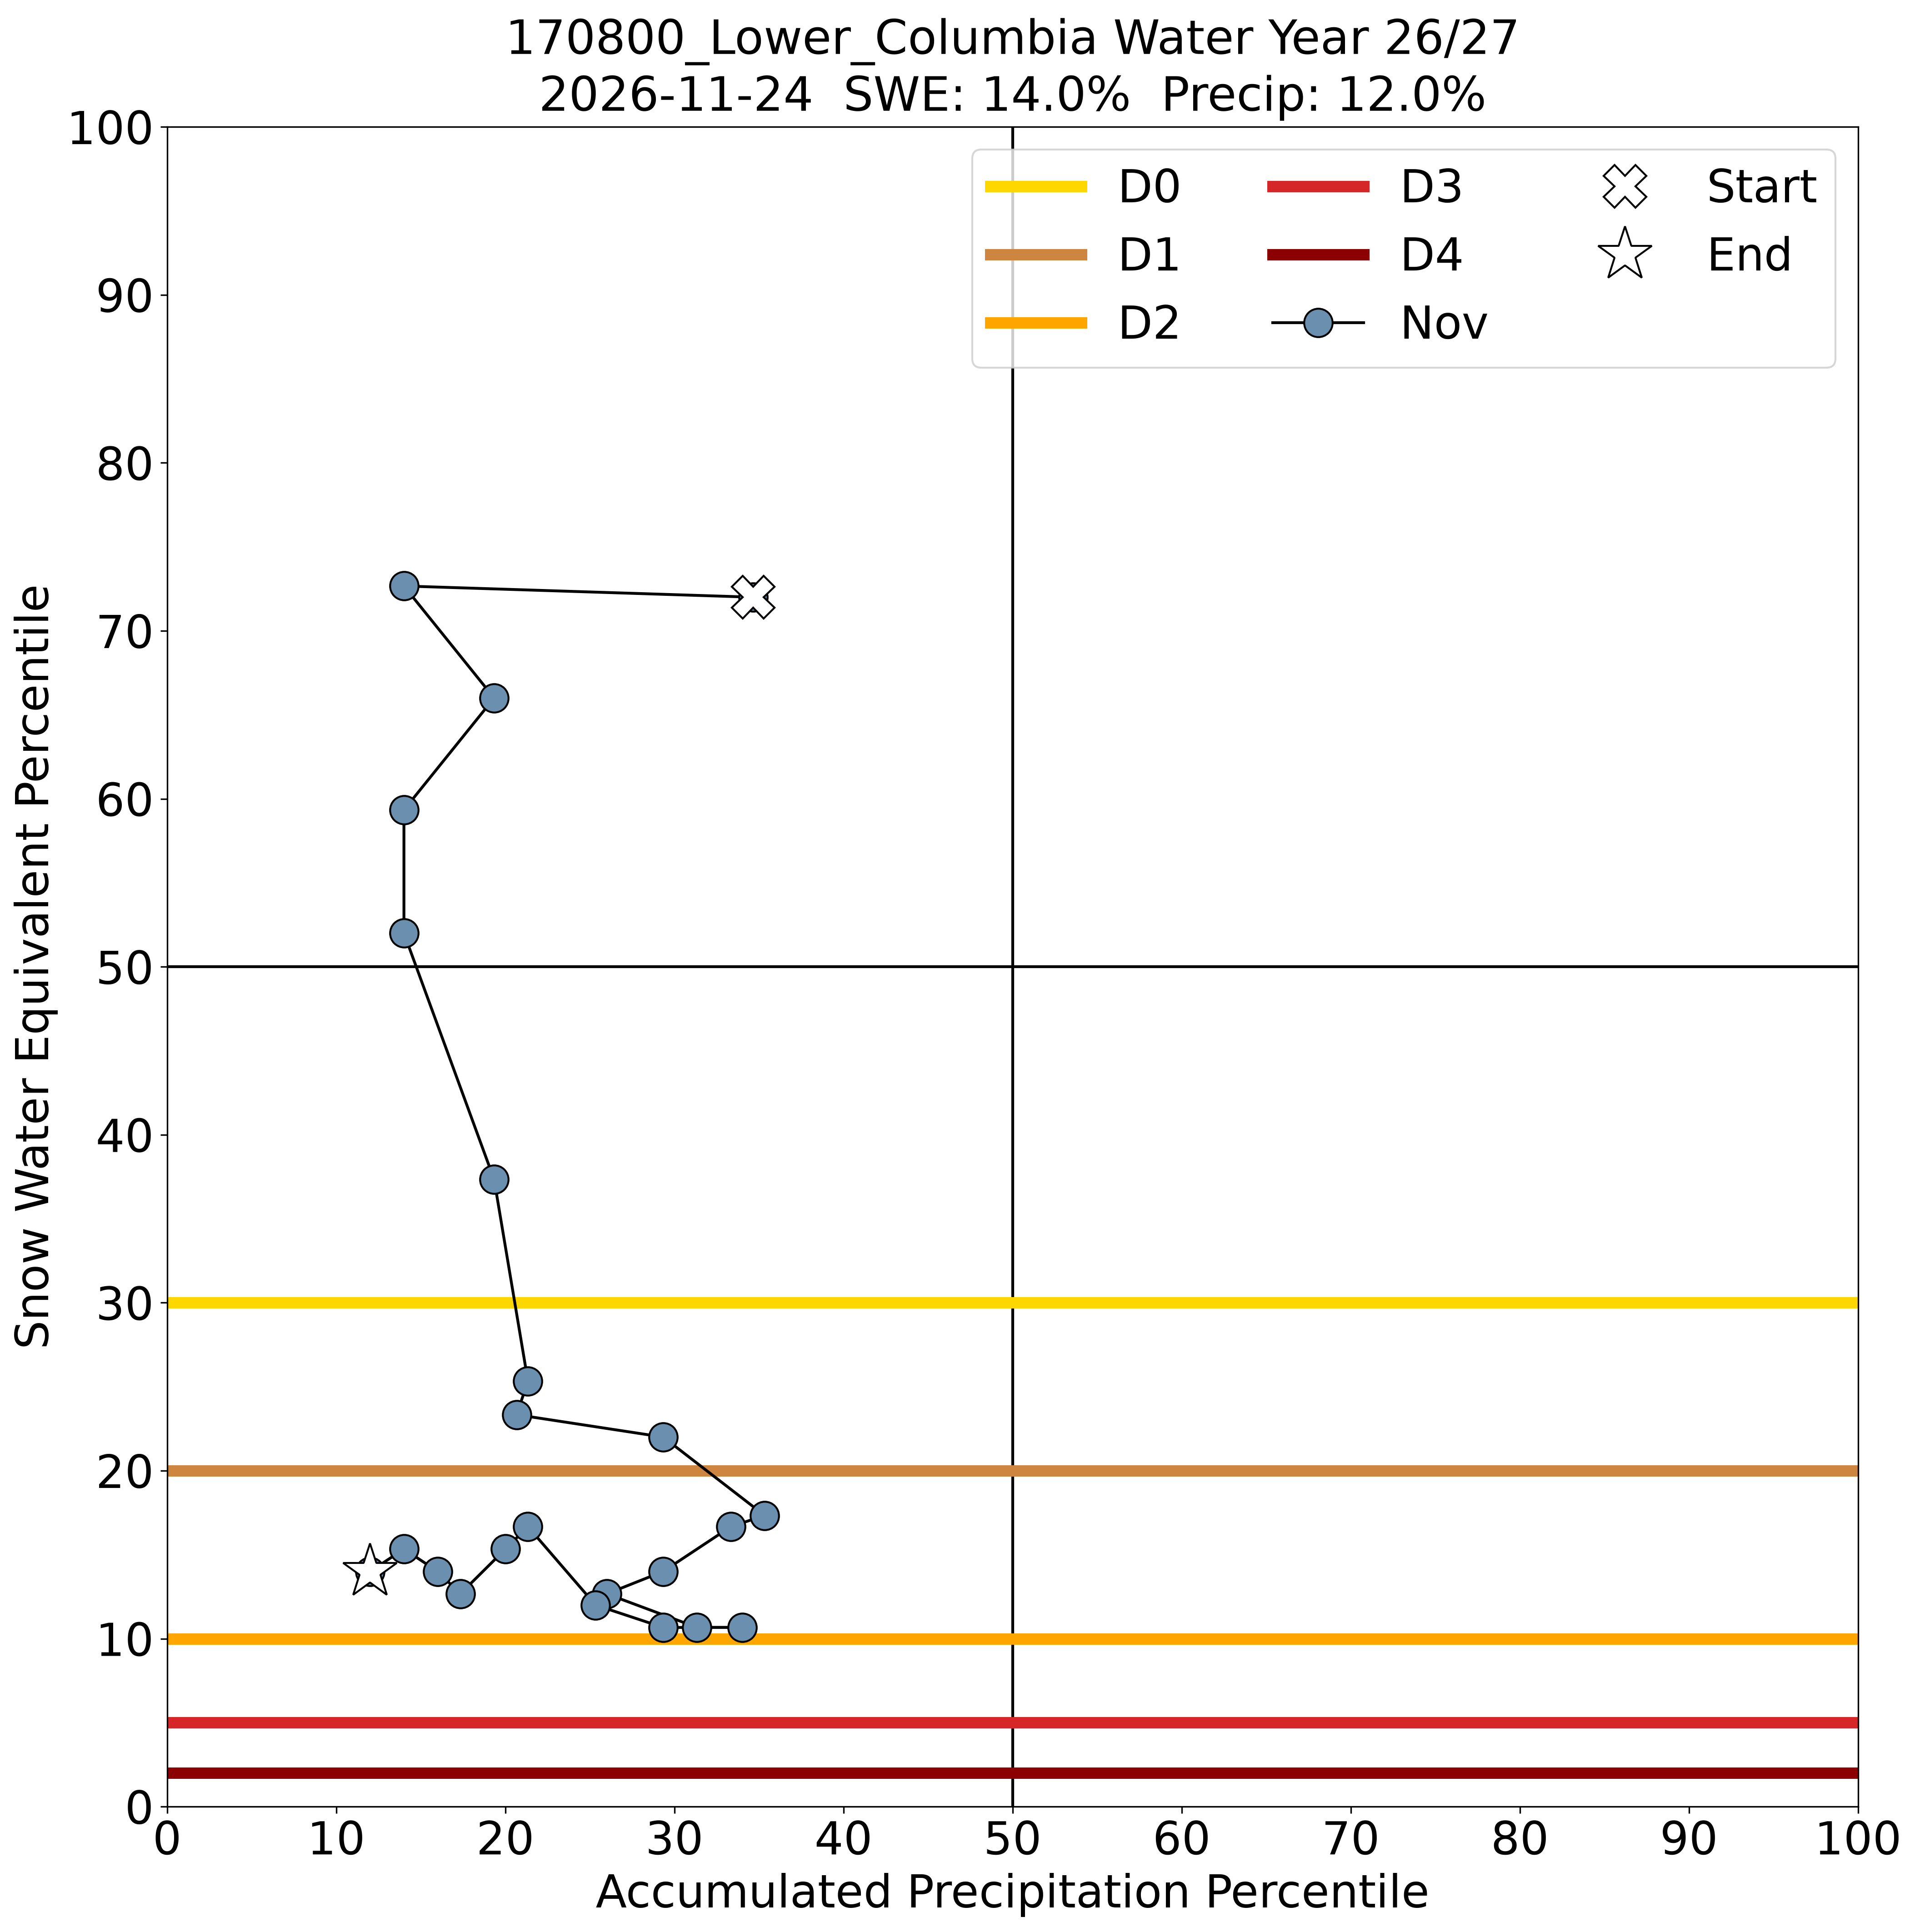 170800_Lower_Columbia Water Year 26/27
2026-11-24  SWE: 14.0%  Precip: 12.0%
D0
D1
D2
D3
D4
Nov
Start
End
Snow Water Equivalent Percentile
100
90
80
70
60
50
40
30
20
10
0
0 10 20 30 40 50 60 70 80 90 100
Accumulated Precipitation Percentile